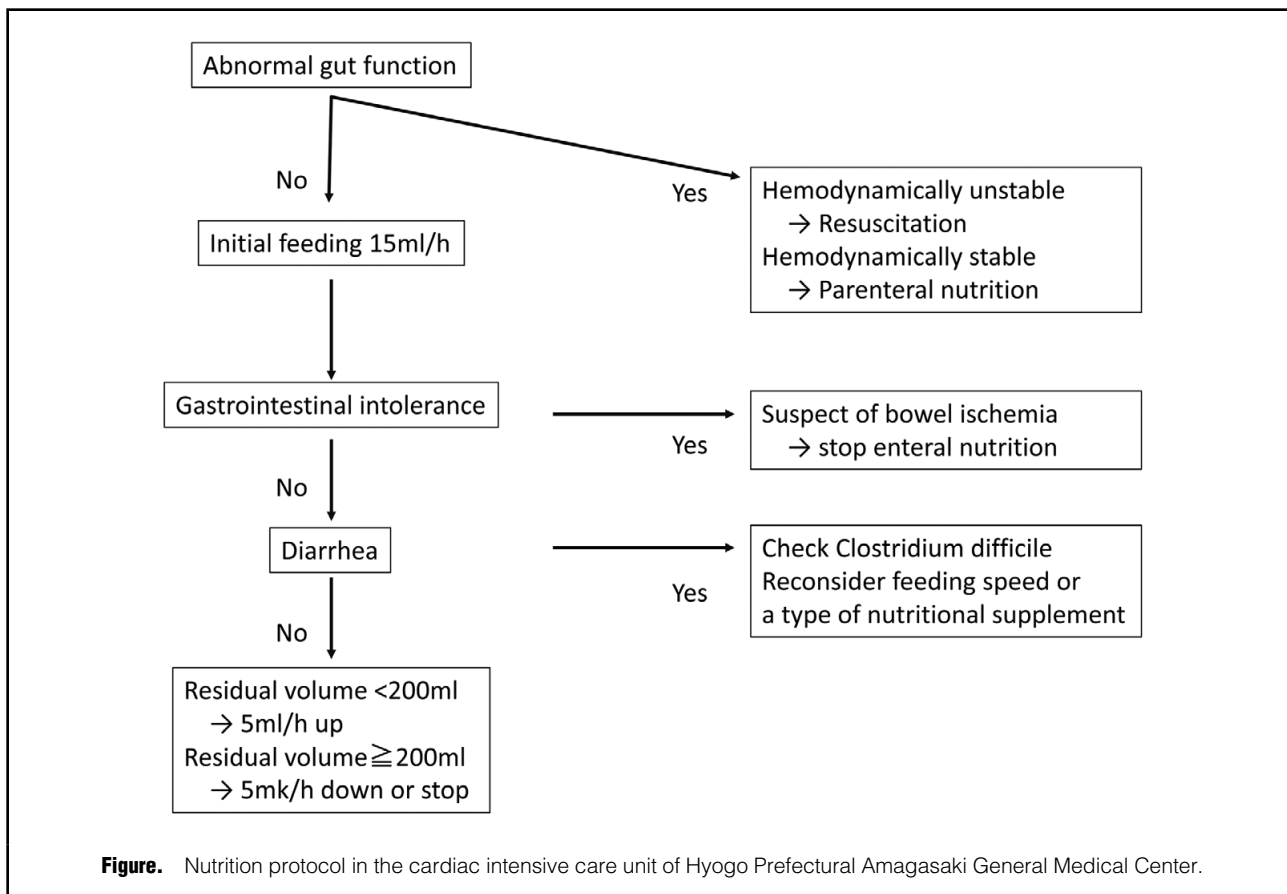 Abnormal gut function
No
Yes
Hemodynamically unstable
→ Resuscitation
Hemodynamically stable
→ Parenteral nutrition
Initial feeding 15ml/h
Gastrointestinal intolerance
Yes
Suspect of bowel ischemia
→ stop enteral nutrition
No
Diarrhea
Yes
Check Clostridium difficile
Reconsider feeding speed or
a type of nutritional supplement
No
Residual volume <200ml
→ 5ml/h up
Residual volume≧200ml
→ 5mk/h down or stop
Figure. Nutrition protocol in the cardiac intensive care unit of Hyogo Prefectural Amagasaki General Medical Center.